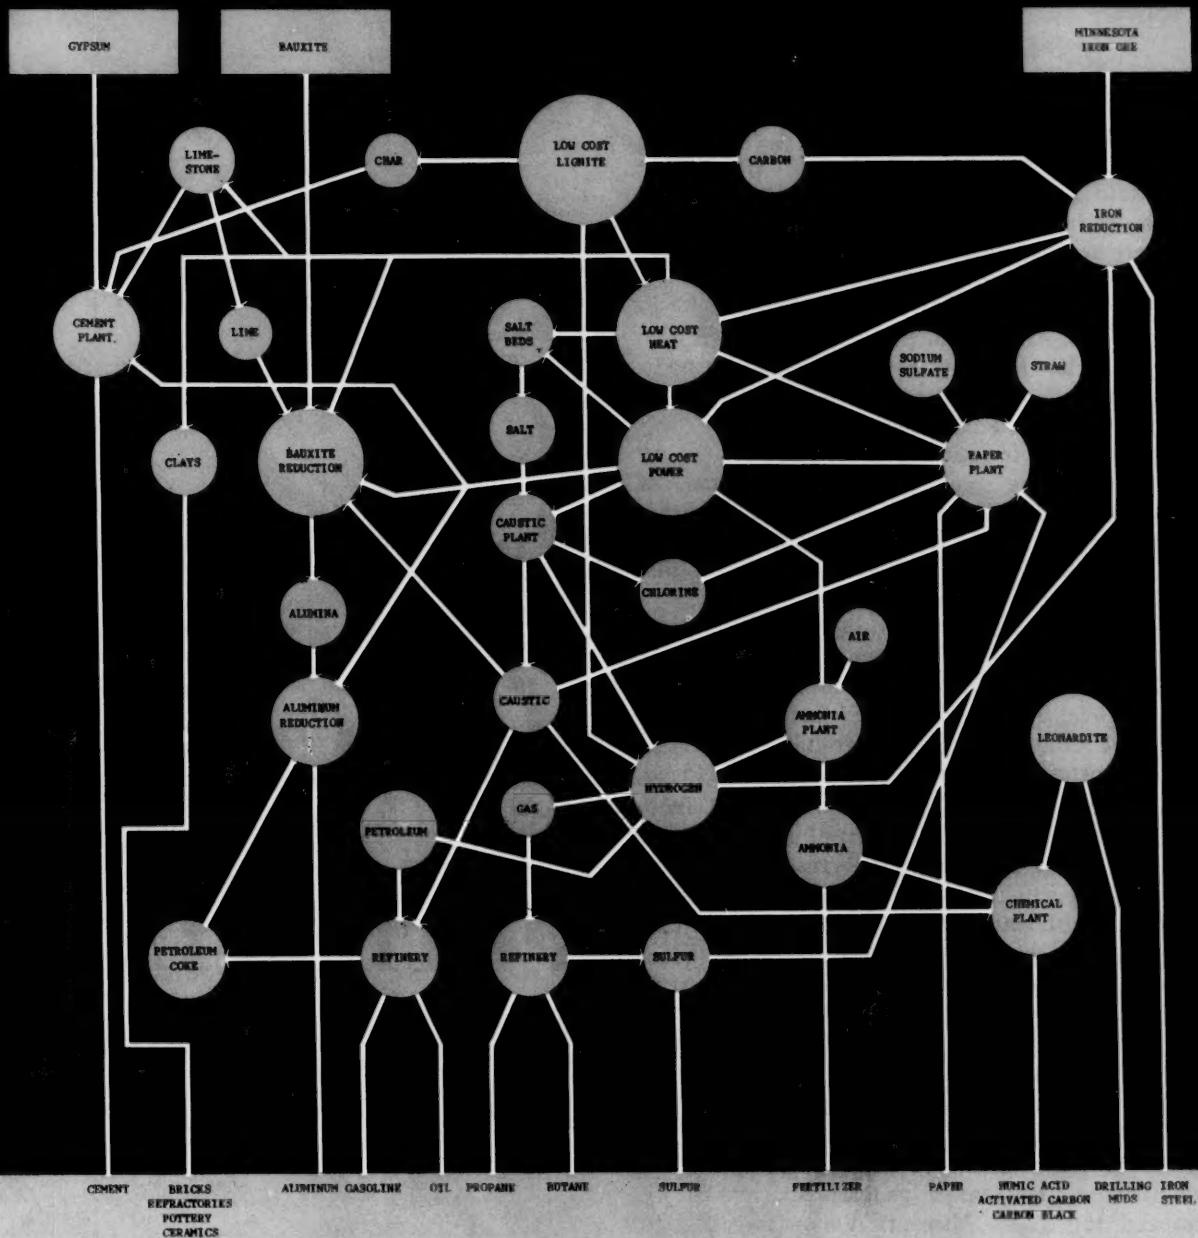 GYPSUM
BAUXITE
MINNESOTA
IRON ORE
LIME-
STONE
CHAR
LOW COST
LIGNITE
CARBON
IRON
REDUCTION
CEMENT
PLANT
LIME
SALT
BEDS
LOW COST
HEAT
SODIUM
SULFATE
STRAW
CLAYS
BAUXITE
REDUCTION
SALT
LOW COST
POWER
PAPER
PLANT
CAUSTIC
PLANT
CHLORINE
ALUMINA
AIR
ALUMINUM
REDUCTION
CAUSTIC
AMMONIA
PLANT
LEONARDITE
PETROLEUM
GAS
HYDROGEN
AMMONIA
CHEMICAL
PLANT
PETROLEUM
COKE
REFINERY
REFINERY
SULFUR
CEMENT
BRICKS
REFRACTORIES
POTTERY
CERAMICS
ALUMINUM
GASOLINE
OIL
PROPANE
BUTANE
SULFUR
FERTILIZER
PAPER
HUMIC ACID
ACTIVATED CARBON
CARBON BLACK
DRILLING
MUDS
IRON
STEEL